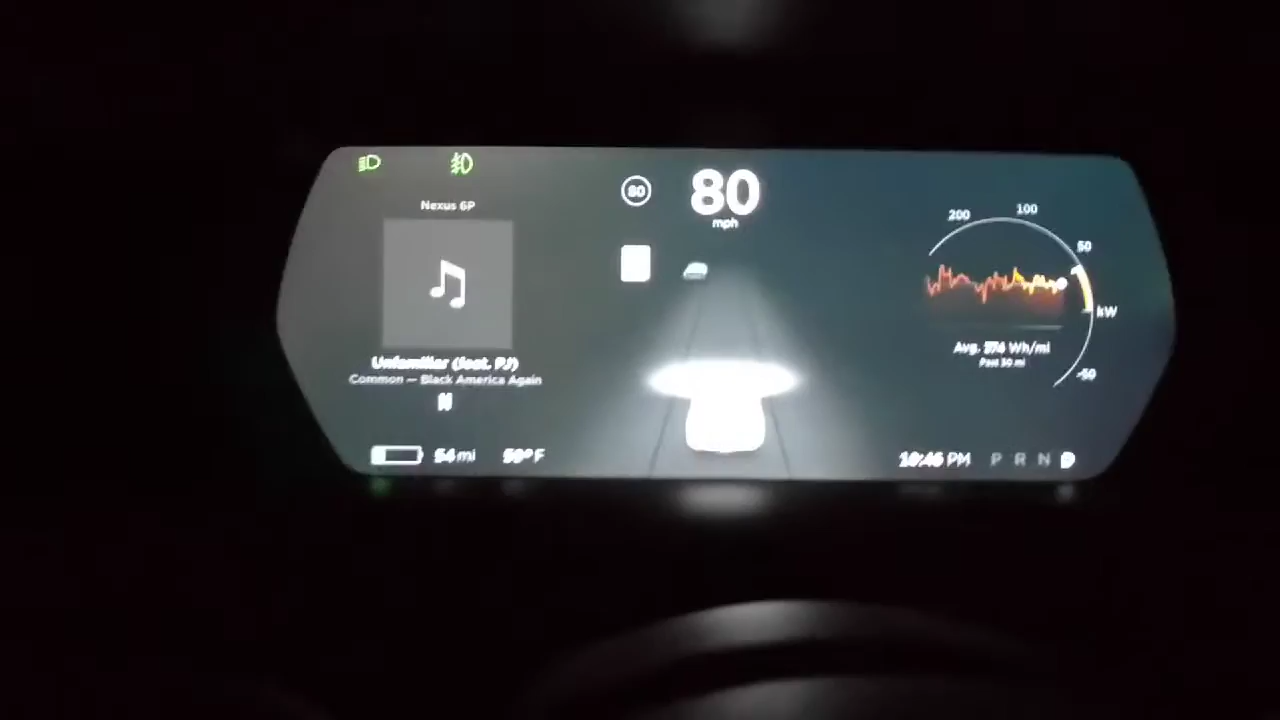 80
80
mph
Nexus 6P
Unfamiliar (feat. PJ)
Common — Black America Again
54 mi
59° F
200
100
50
kW
-50
Avg. Wh/mi
Past 30 mi
10:46 PM
P R N D